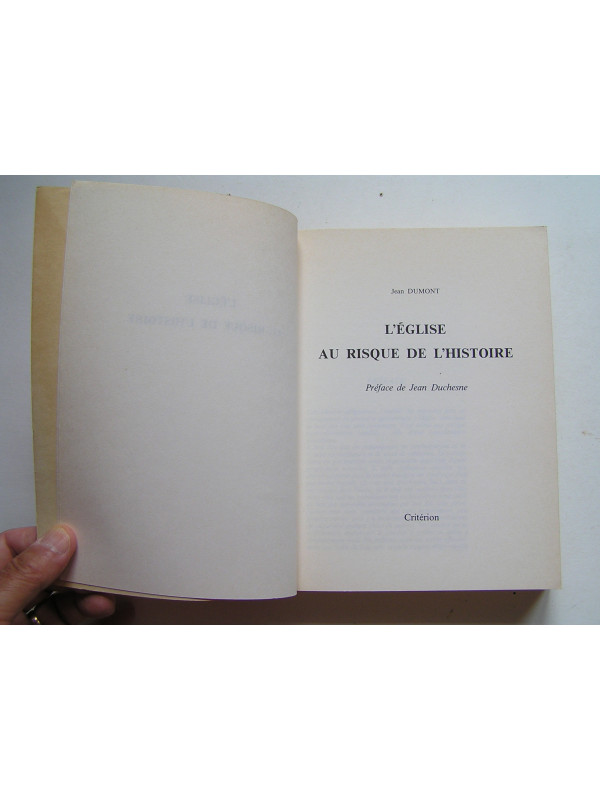 Jean DUMONT
L'ÉGLISE
AU RISQUE DE L'HISTOIRE
Préface de Jean Duchesne
Critérion